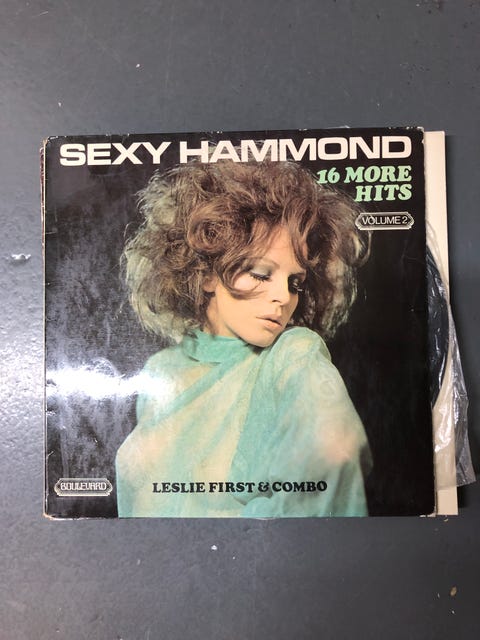 SEXY HAMMOND
16 MORE
HITS
VOLUME 2
BOULEVARD
LESLIE FIRST & COMBO